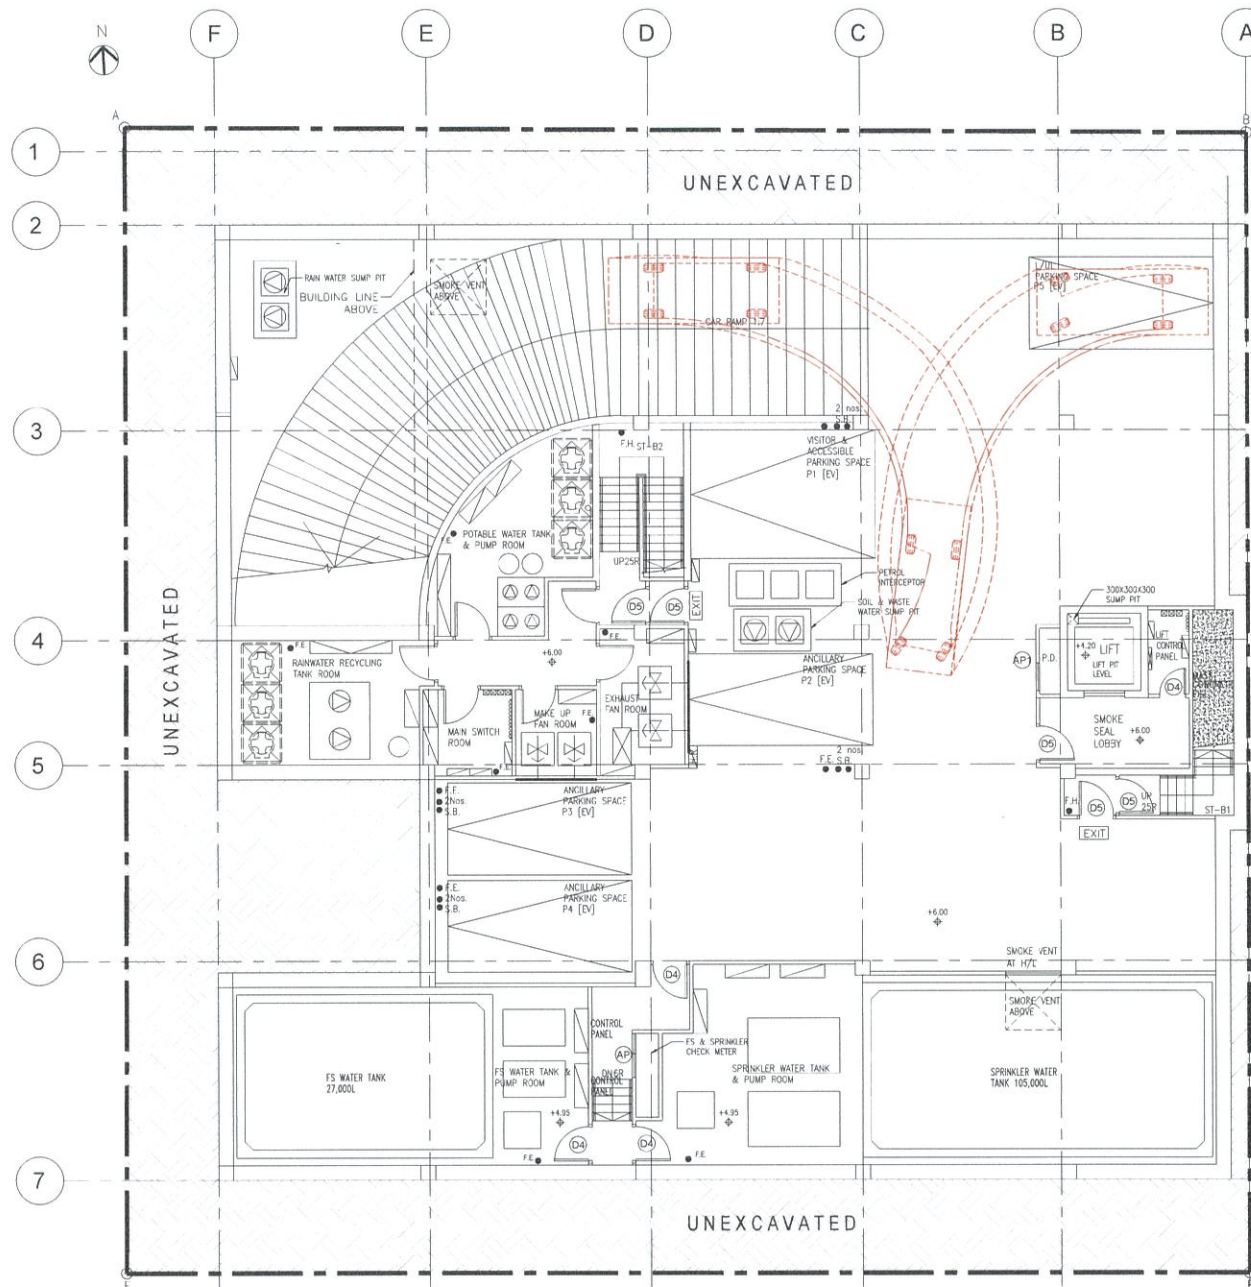 N
F
E
D
C
B
A
A
B
1
UNEXCAVATED
2
RAIN WATER SUMP PIT
BUILDING LINE
ABOVE
SMOKE VENT
ABOVE
L/UL
PARKING SPACE
P5 [EV]
CAR RAMP 1:7
3
2 nos.
S.B.
F.H.
ST-B2
VISITOR &
ACCESSIBLE
PARKING SPACE
P1 [EV]
F.E.
POTABLE WATER TANK
& PUMP ROOM
UP25R
PETROL
INTERCEPTOR
SOIL & WASTE
WATER SUMP PIT
300X300X300
SUMP PIT
D5
D5
EXIT
UNEXCAVATED
4
F.E.
F.E.
RAINWATER RECYCLING
TANK ROOM
+6.00
ANCILLARY
PARKING SPACE
P2 [EV]
AP1
P.D.
+4.20
LIFT
LIFT PIT
LEVEL
LIFT
CONTROL
PANEL
D4
EXHAUST
FAN ROOM
MAKE UP
FAN ROOM
F.E.
MAIN SWITCH
ROOM
SMOKE
SEAL
LOBBY
+6.00
D5
5
F.E.
2 nos.
F.E. S.B.
F.E.
2Nos.
S.B.
ANCILLARY
PARKING SPACE
P3 [EV]
F.H.
D5
D5
UP
25R
ST-B1
EXIT
F.E.
2Nos.
S.B.
ANCILLARY
PARKING SPACE
P4 [EV]
+6.00
6
SMOKE VENT
AT H/L
D4
SMOKE VENT
ABOVE
CONTROL
PANEL
FS & SPRINKLER
CHECK METER
AP
DN6R
CONTROL
PANEL
FS WATER TANK
27,000L
FS WATER TANK &
PUMP ROOM
SPRINKLER WATER TANK
& PUMP ROOM
SPRINKLER WATER
TANK 105,000L
+4.95
+4.95
D4
D4
F.E.
F.E.
7
UNEXCAVATED